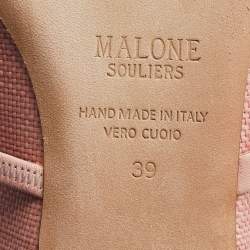 MALONE
SOULIERS
HAND MADE IN ITALY
VERO CUOIO
39